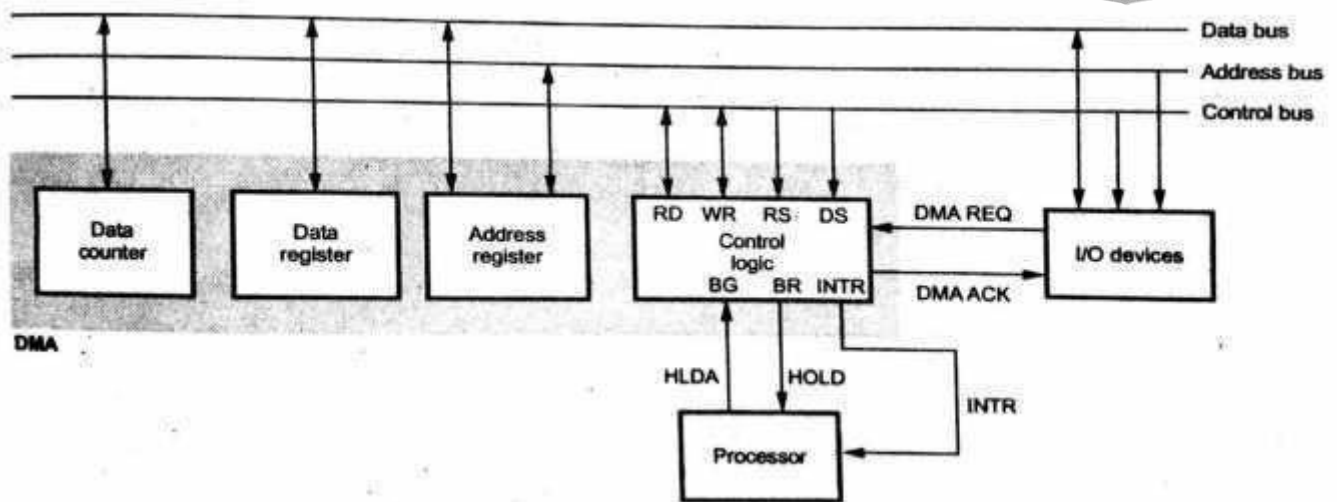 Data bus
Address bus
Control bus
Data
counter
Data
register
Address
register
RD WR RS DS
Control
logic
BG BR INTR
DMA REQ
DMA ACK
I/O devices
DMA
HLDA
HOLD
INTR
Processor